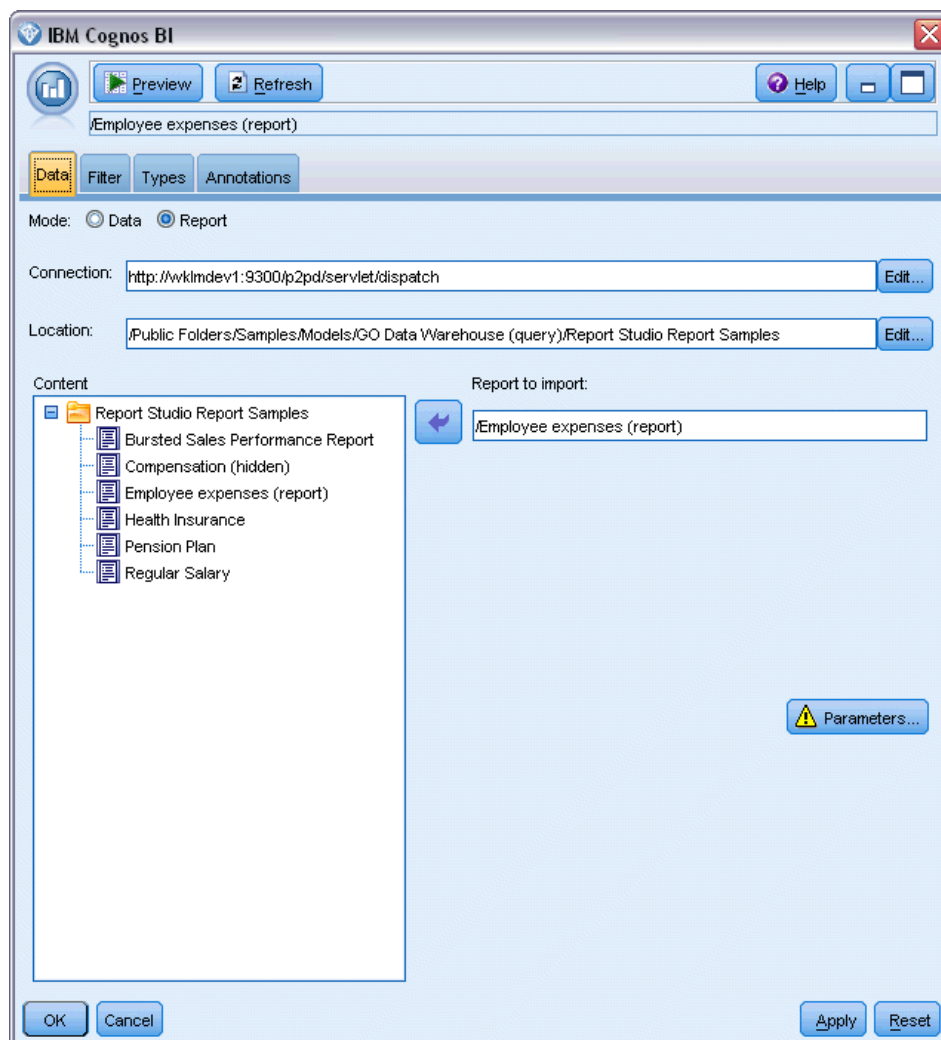 IBM Cognos BI
Preview Refresh Help
/Employee expenses (report)
Data Filter Types Annotations
Mode: Data Report
Connection: http://wklmdev1:9300/p2pd/servlet/dispatch Edit...
Location: /Public Folders/Samples/Models/GO Data Warehouse (query)/Report Studio Report Samples Edit...
Content Report to import:
Report Studio Report Samples
/Employee expenses (report)
Bursted Sales Performance Report
Compensation (hidden)
Employee expenses (report)
Health Insurance
Pension Plan
Regular Salary
Parameters...
OK Cancel Apply Reset